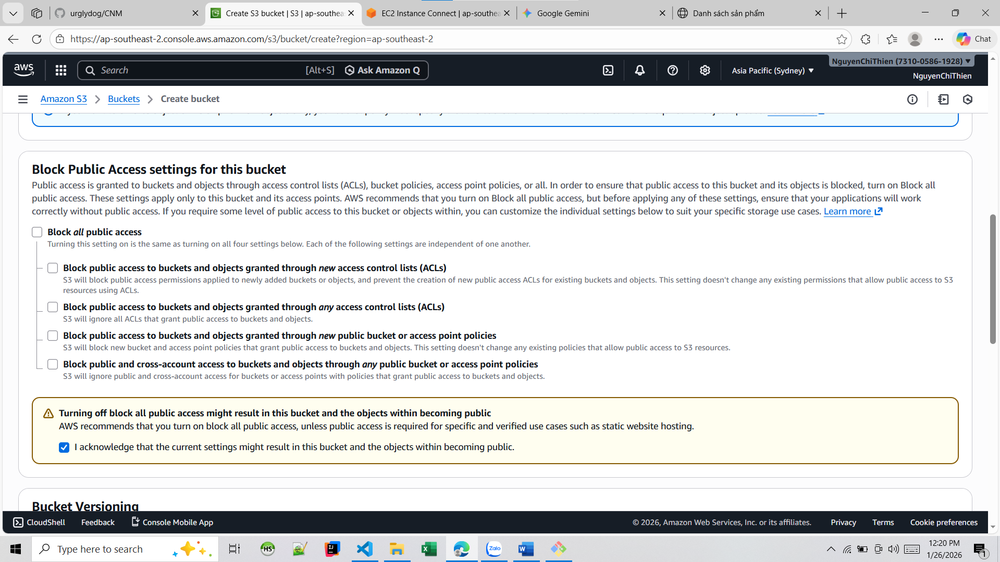 urglydog/CNM
Create S3 bucket | S3 | ap-southea
EC2 Instance Connect | ap-southea
Google Gemini
Danh sách sản phẩm
https://ap-southeast-2.console.aws.amazon.com/s3/bucket/create?region=ap-southeast-2
Chat
aws
Search
[Alt+S]
Ask Amazon Q
Asia Pacific (Sydney)
NguyenChiThien (7310-0586-1928)
NguyenChiThien
Amazon S3
Buckets
Create bucket
Block Public Access settings for this bucket
Public access is granted to buckets and objects through access control lists (ACLs), bucket policies, access point policies, or all. In order to ensure that public access to this bucket and its objects is blocked, turn on Block all
public access. These settings apply only to this bucket and its access points. AWS recommends that you turn on Block all public access, but before applying any of these settings, ensure that your applications will work
correctly without public access. If you require some level of public access to this bucket or objects within, you can customize the individual settings below to suit your specific storage use cases. Learn more
Block all public access
Turning this setting on is the same as turning on all four settings below. Each of the following settings are independent of one another.
Block public access to buckets and objects granted through new access control lists (ACLs)
S3 will block public access permissions applied to newly added buckets or objects, and prevent the creation of new public access ACLs for existing buckets and objects. This setting doesn't change any existing permissions that allow public access to S3
resources using ACLs.
Block public access to buckets and objects granted through any access control lists (ACLs)
S3 will ignore all ACLs that grant public access to buckets and objects.
Block public access to buckets and objects granted through new public bucket or access point policies
S3 will block new bucket and access point policies that grant public access to buckets and objects. This setting doesn't change any existing policies that allow public access to S3 resources.
Block public and cross-account access to buckets and objects through any public bucket or access point policies
S3 will ignore public and cross-account access for buckets or access points with policies that grant public access to buckets and objects.
Turning off block all public access might result in this bucket and the objects within becoming public
AWS recommends that you turn on block all public access, unless public access is required for specific and verified use cases such as static website hosting.
I acknowledge that the current settings might result in this bucket and the objects within becoming public.
Bucket Versioning
CloudShell
Feedback
Console Mobile App
© 2026, Amazon Web Services, Inc. or its affiliates.
Privacy
Terms
Cookie preferences
Type here to search
HS
IJ
X
Zalo
W
12:20 PM
1/26/2026
1